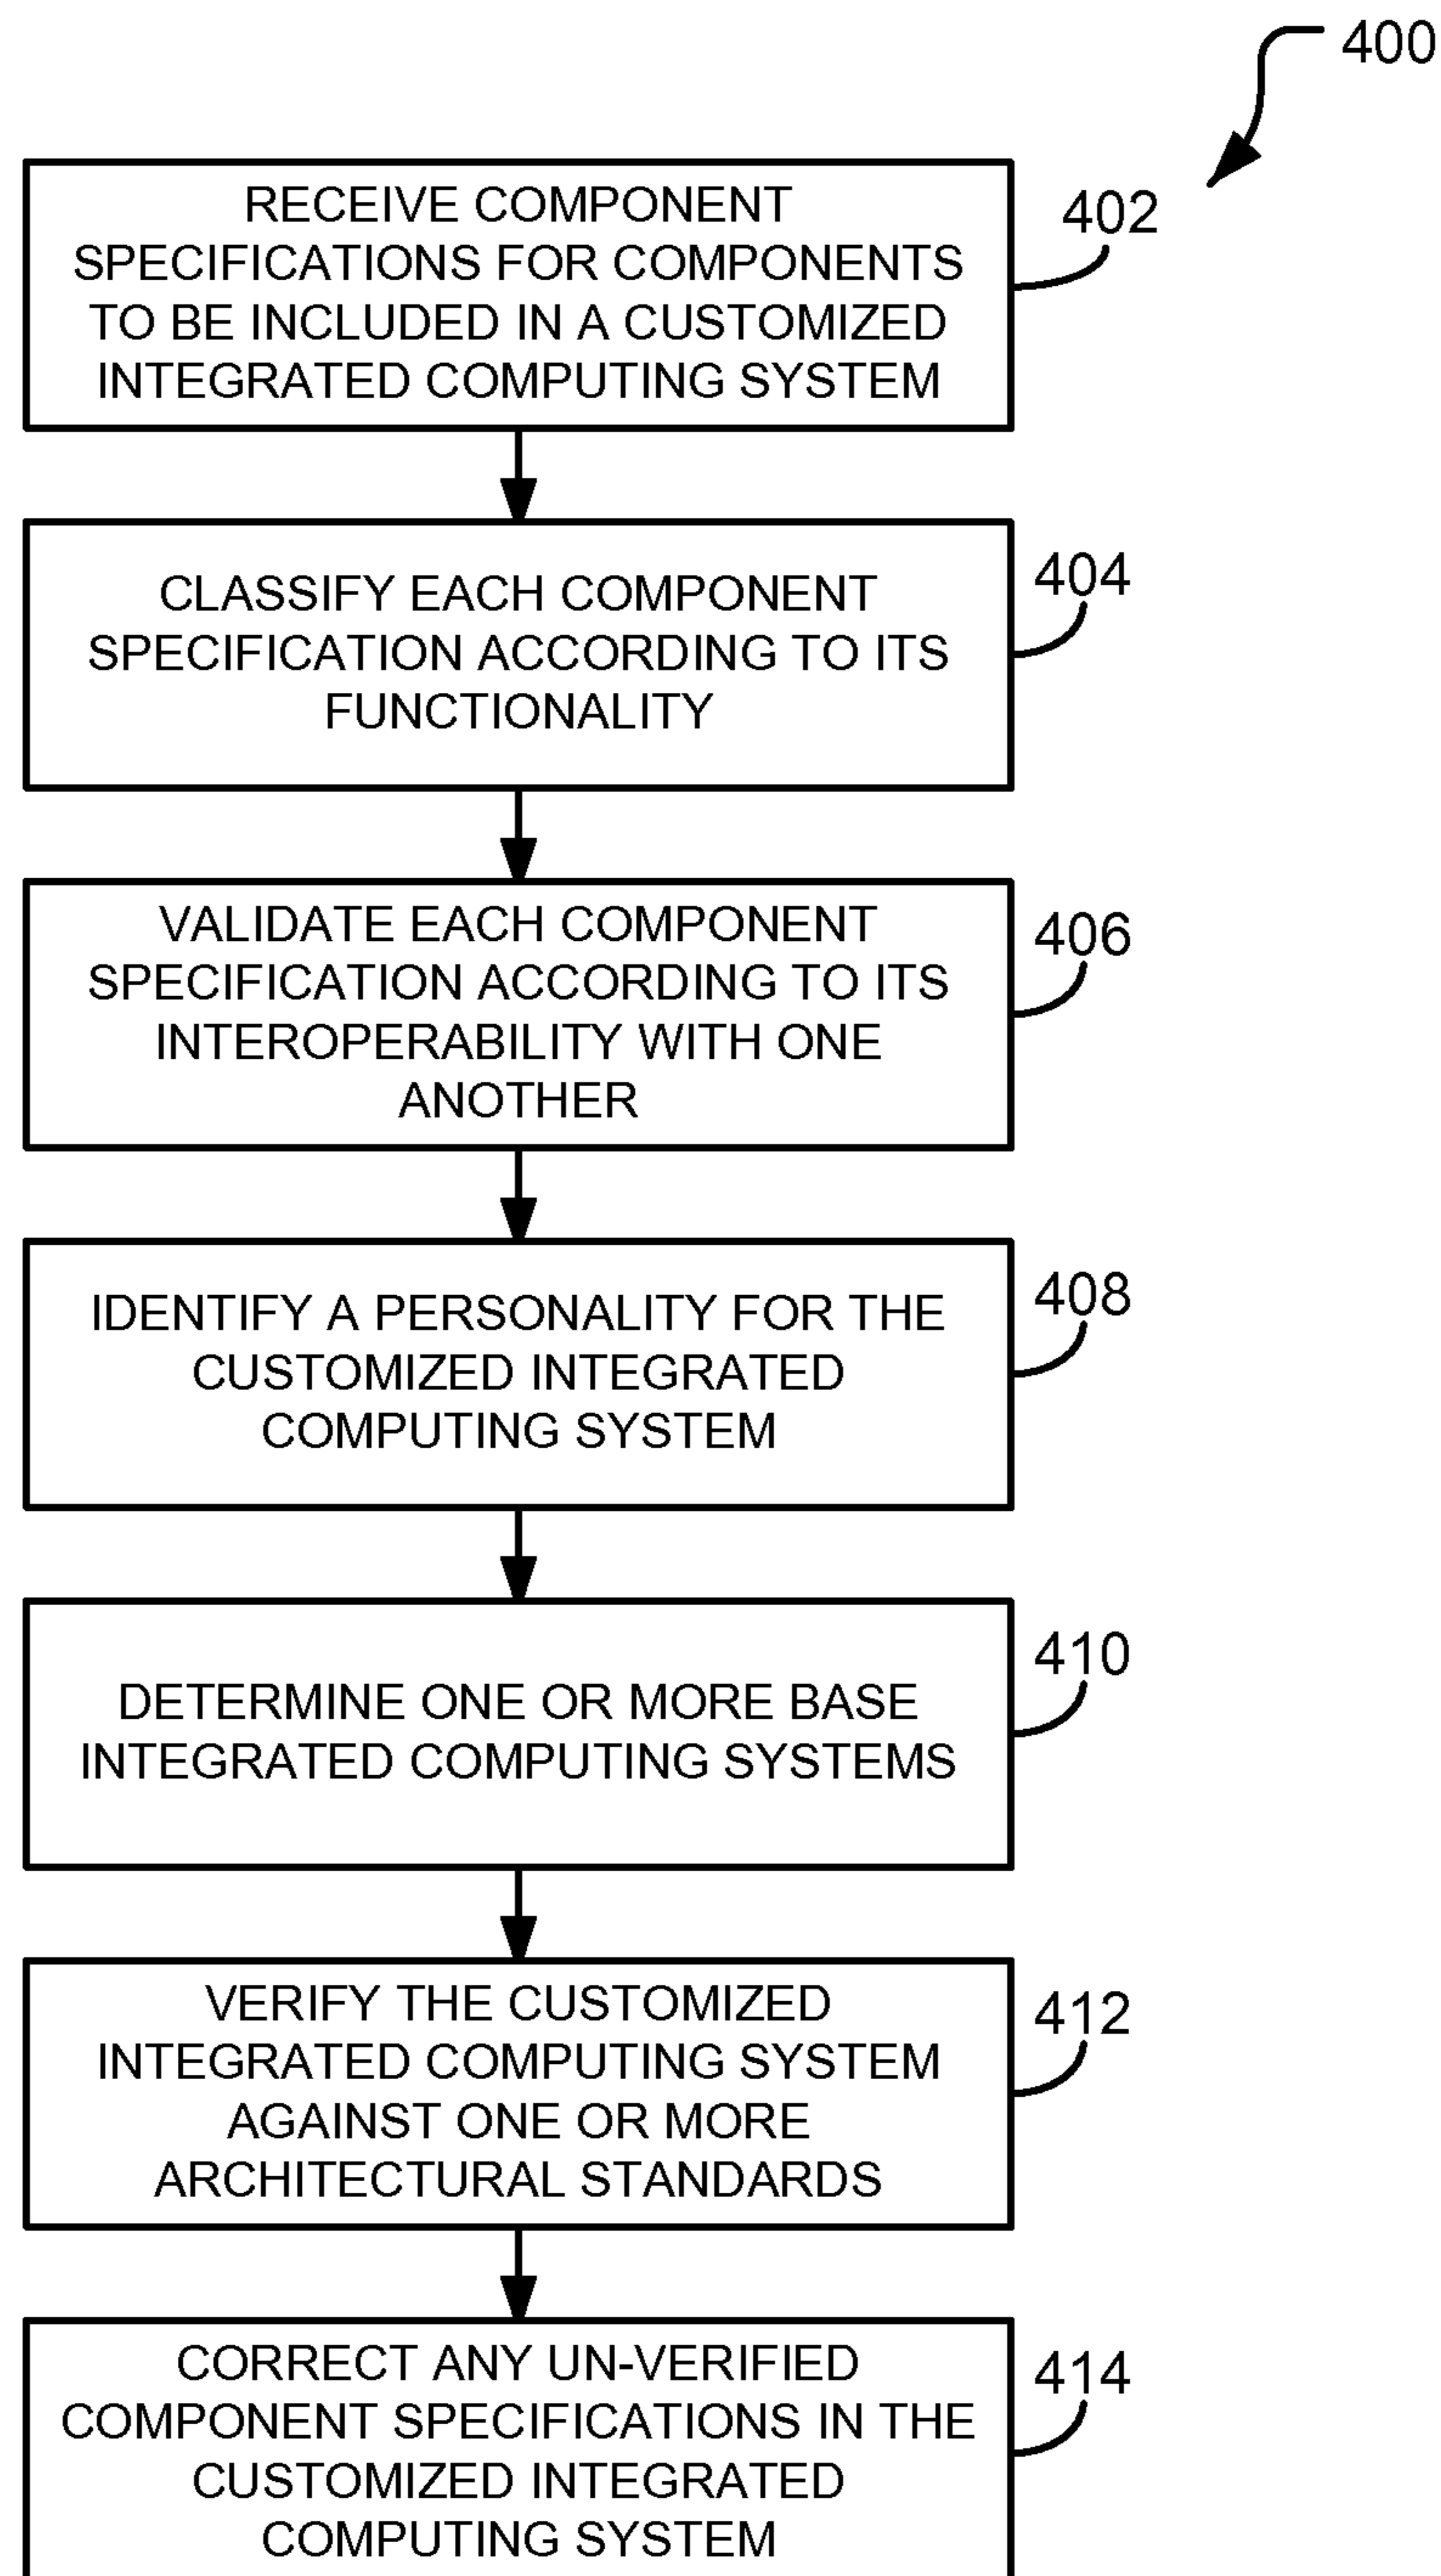 400
RECEIVE COMPONENT
SPECIFICATIONS FOR COMPONENTS
TO BE INCLUDED IN A CUSTOMIZED
INTEGRATED COMPUTING SYSTEM
402
CLASSIFY EACH COMPONENT
SPECIFICATION ACCORDING TO ITS
FUNCTIONALITY
404
VALIDATE EACH COMPONENT
SPECIFICATION ACCORDING TO ITS
INTEROPERABILITY WITH ONE
ANOTHER
406
IDENTIFY A PERSONALITY FOR THE
CUSTOMIZED INTEGRATED
COMPUTING SYSTEM
408
DETERMINE ONE OR MORE BASE
INTEGRATED COMPUTING SYSTEMS
410
VERIFY THE CUSTOMIZED
INTEGRATED COMPUTING SYSTEM
AGAINST ONE OR MORE
ARCHITECTURAL STANDARDS
412
CORRECT ANY UN-VERIFIED
COMPONENT SPECIFICATIONS IN THE
CUSTOMIZED INTEGRATED
COMPUTING SYSTEM
414